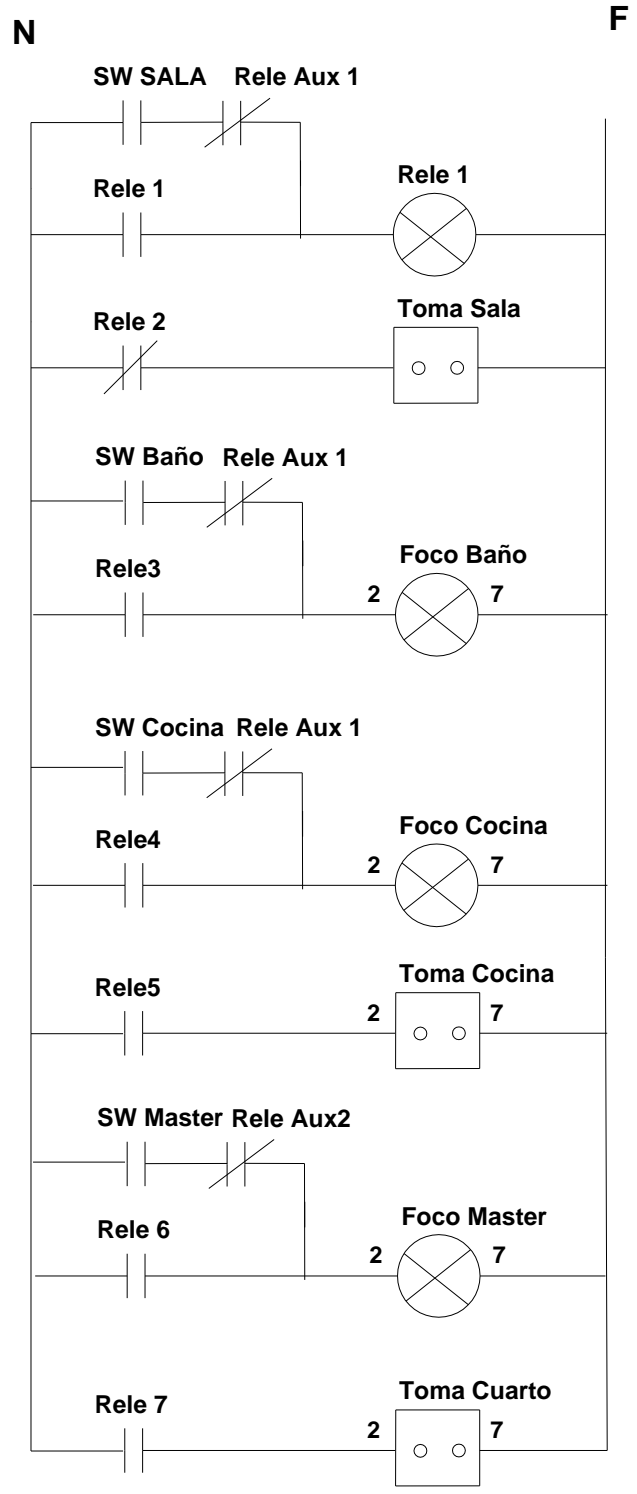 N F
SW SALA Rele Aux 1
Rele 1 Rele 1
Rele 2 Toma Sala
SW Baño Rele Aux 1
Rele3 Foco Baño
2 7
SW Cocina Rele Aux 1
Rele4 Foco Cocina
2 7
Rele5 Toma Cocina
2 7
SW Master Rele Aux2
Rele 6 Foco Master
2 7
Rele 7 Toma Cuarto
2 7